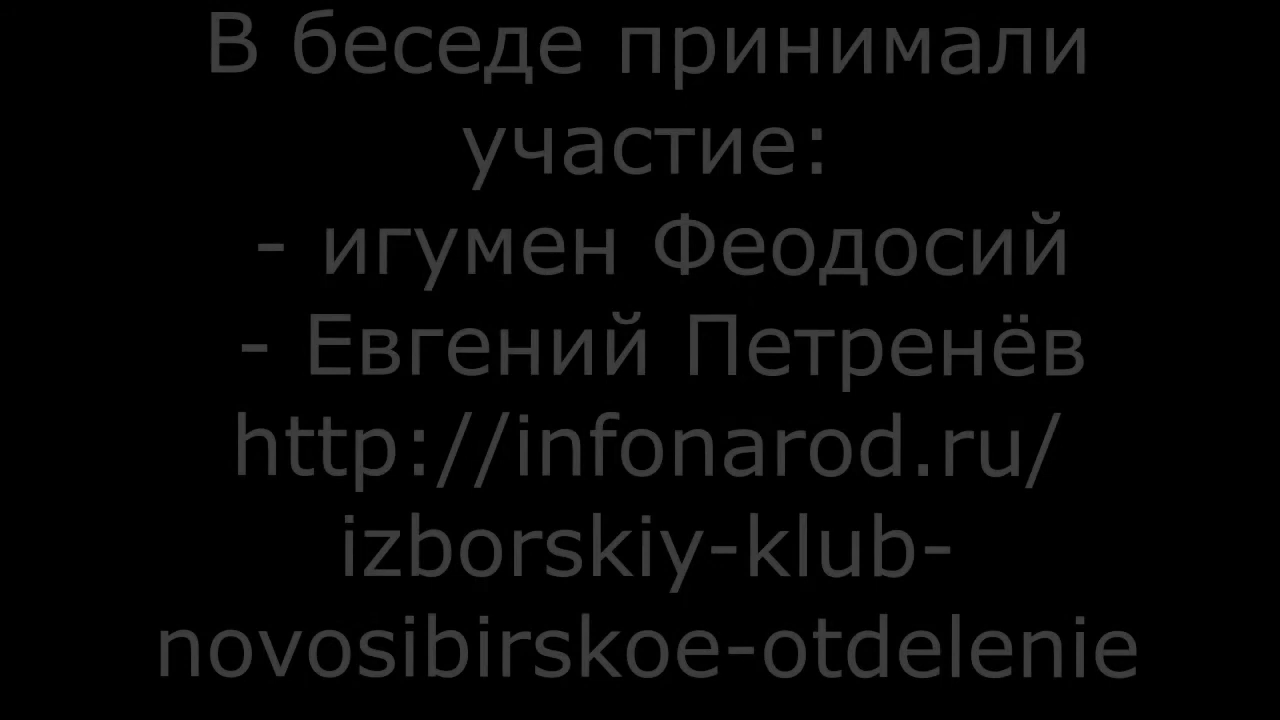 В беседе принимали
участие:
- игумен Феодосий
- Евгений Петренёв
http://infonarod.ru/
izborskiy-klub-
novosibirskoe-otdelenie